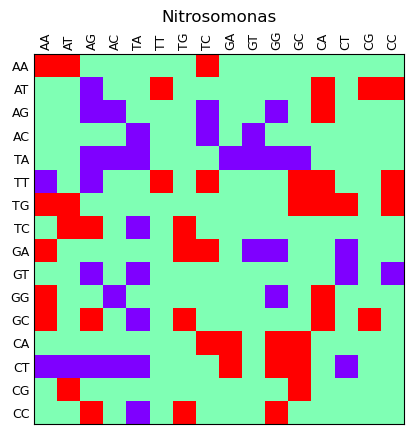 Nitrosomonas
AA AT AG AC TA TT TG TC GA GT GG GC CA CT CG CC
AA
AT
AG
AC
TA
TT
TG
TC
GA
GT
GG
GC
CA
CT
CG
CC